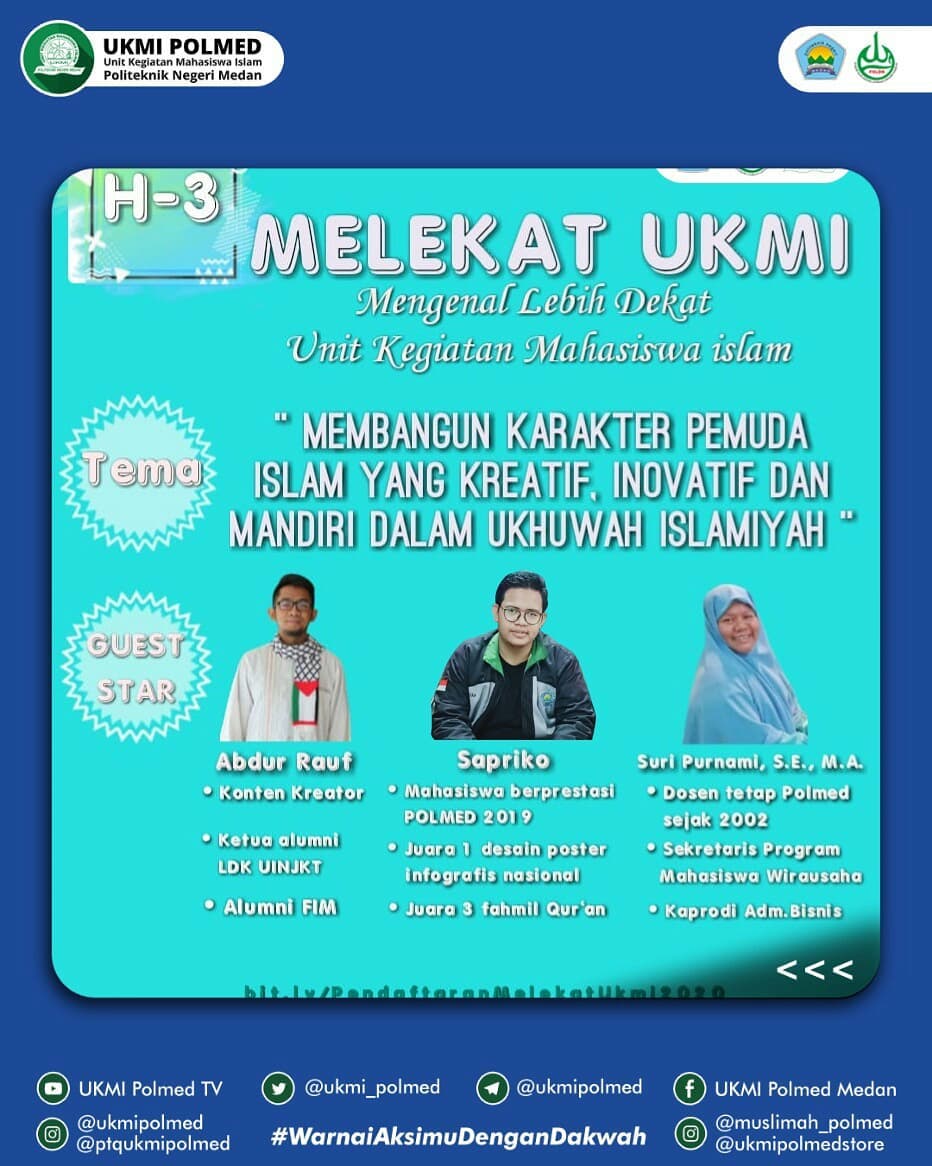 UKMI POLMED
Unit Kegiatan Mahasiswa Islam
Politeknik Negeri Medan
H-3
MELEKAT UKMI
Mengenal Lebih Dekat
Unit Kegiatan Mahasiswa islam
Tema
" MEMBANGUN KARAKTER PEMUDA
ISLAM YANG KREATIF, INOVATIF DAN
MANDIRI DALAM UKHUWAH ISLAMIYAH "
GUEST
STAR
Abdur Rauf
• Konten Kreator
• Ketua alumni
LDK UINJKT
• Alumni FIM
Sapriko
• Mahasiswa berprestasi
POLMED 2019
• Juara 1 desain poster
infografis nasional
• Juara 3 fahmil Qur'an
Suri Purnami, S.E., M.A.
• Dosen tetap Polmed
sejak 2002
• Sekretaris Program
Mahasiswa Wirausaha
• Kaprodi Adm.Bisnis
<<<
bit.ly/PendaftaranMelekatUkmi2020
UKMI Polmed TV
@ukmi_polmed
@ukmipolmed
UKMI Polmed Medan
@ukmipolmed
@ptqukmipolmed
#WarnaiAksimuDenganDakwah
@muslimah_polmed
@ukmipolmedstore